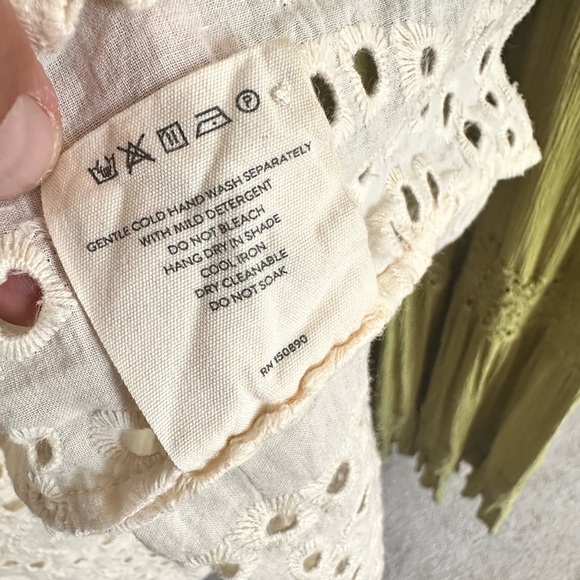 P
GENTLE COLD HAND WASH SEPARATELY
WITH MILD DETERGENT
DO NOT BLEACH
HANG DRY IN SHADE
COOL IRON
DRY CLEANABLE
DO NOT SOAK
RN 150890